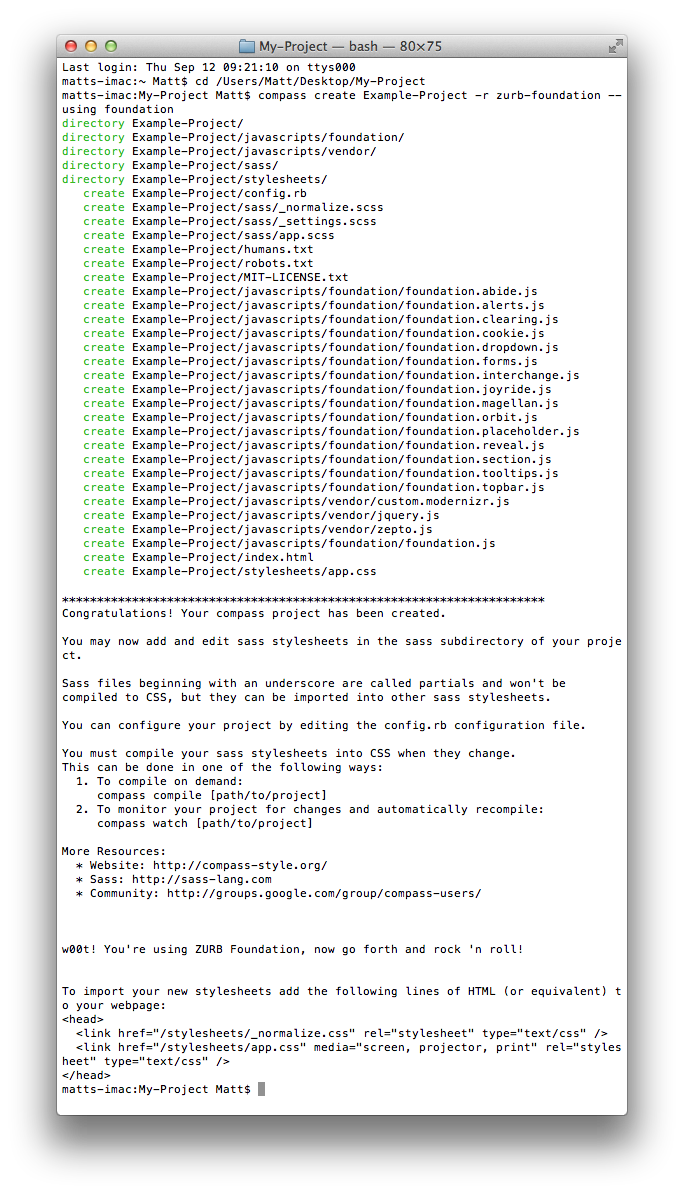 My-Project — bash — 80×75
Last login: Thu Sep 12 09:21:10 on ttys000
matts-imac:~ Matt$ cd /Users/Matt/Desktop/My-Project
matts-imac:My-Project Matt$ compass create Example-Project -r zurb-foundation --
using foundation
directory Example-Project/
directory Example-Project/javascripts/foundation/
directory Example-Project/javascripts/vendor/
directory Example-Project/sass/
directory Example-Project/stylesheets/
   create Example-Project/config.rb
   create Example-Project/sass/_normalize.scss
   create Example-Project/sass/_settings.scss
   create Example-Project/sass/app.scss
   create Example-Project/humans.txt
   create Example-Project/robots.txt
   create Example-Project/MIT-LICENSE.txt
   create Example-Project/javascripts/foundation/foundation.abide.js
   create Example-Project/javascripts/foundation/foundation.alerts.js
   create Example-Project/javascripts/foundation/foundation.clearing.js
   create Example-Project/javascripts/foundation/foundation.cookie.js
   create Example-Project/javascripts/foundation/foundation.dropdown.js
   create Example-Project/javascripts/foundation/foundation.forms.js
   create Example-Project/javascripts/foundation/foundation.interchange.js
   create Example-Project/javascripts/foundation/foundation.joyride.js
   create Example-Project/javascripts/foundation/foundation.magellan.js
   create Example-Project/javascripts/foundation/foundation.orbit.js
   create Example-Project/javascripts/foundation/foundation.placeholder.js
   create Example-Project/javascripts/foundation/foundation.reveal.js
   create Example-Project/javascripts/foundation/foundation.section.js
   create Example-Project/javascripts/foundation/foundation.tooltips.js
   create Example-Project/javascripts/foundation/foundation.topbar.js
   create Example-Project/javascripts/vendor/custom.modernizr.js
   create Example-Project/javascripts/vendor/jquery.js
   create Example-Project/javascripts/vendor/zepto.js
   create Example-Project/javascripts/foundation/foundation.js
   create Example-Project/index.html
   create Example-Project/stylesheets/app.css
*********************************************************************
Congratulations! Your compass project has been created.
You may now add and edit sass stylesheets in the sass subdirectory of your proje
ct.
Sass files beginning with an underscore are called partials and won't be
compiled to CSS, but they can be imported into other sass stylesheets.
You can configure your project by editing the config.rb configuration file.
You must compile your sass stylesheets into CSS when they change.
This can be done in one of the following ways:
  1. To compile on demand:
     compass compile [path/to/project]
  2. To monitor your project for changes and automatically recompile:
     compass watch [path/to/project]
More Resources:
  * Website: http://compass-style.org/
  * Sass: http://sass-lang.com
  * Community: http://groups.google.com/group/compass-users/
w00t! You're using ZURB Foundation, now go forth and rock 'n roll!
To import your new stylesheets add the following lines of HTML (or equivalent) t
o your webpage:
<head>
  <link href="/stylesheets/_normalize.css" rel="stylesheet" type="text/css" />
  <link href="/stylesheets/app.css" media="screen, projector, print" rel="styles
heet" type="text/css" />
</head>
matts-imac:My-Project Matt$